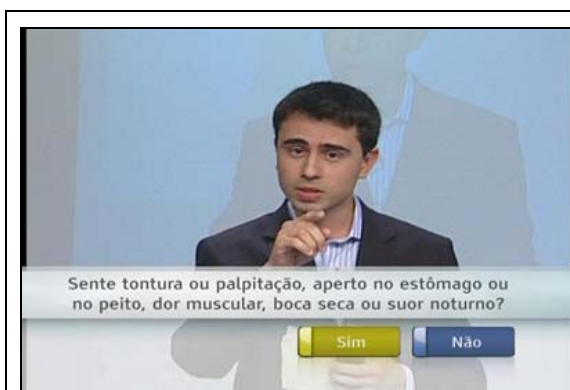 Sente tontura ou palpitação, aperto no estômago ou
no peito, dor muscular, boca seca ou suor noturno?
Sim
Não